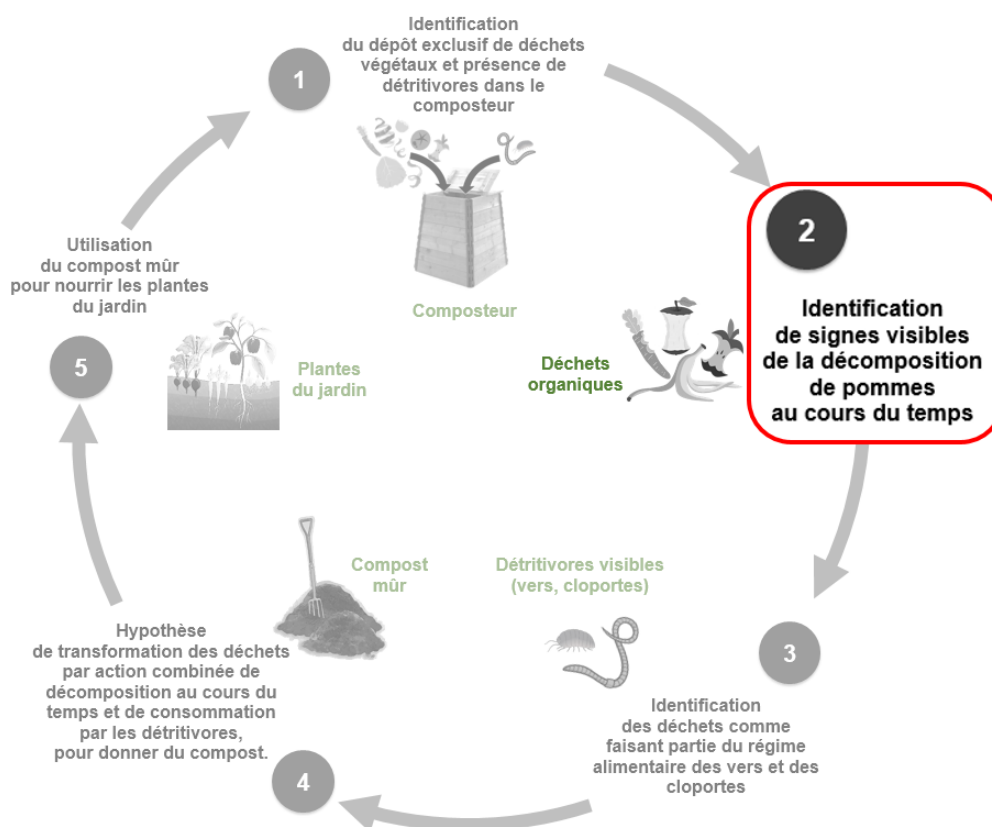 1
Identification
du dépôt exclusif de déchets
végétaux et présence de
détritivores dans le
composteur
Composteur
2
Identification
de signes visibles
de la décomposition
de pommes
au cours du temps
Déchets
organiques
3
Identification
des déchets comme
faisant partie du régime
alimentaire des vers et des
cloportes
Détritivores visibles
(vers, cloportes)
4
Hypothèse
de transformation des déchets
par action combinée de
décomposition au cours du
temps et de consommation
par les détritivores,
pour donner du compost.
Compost
mûr
5
Utilisation
du compost mûr
pour nourrir les plantes
du jardin
Plantes
du jardin